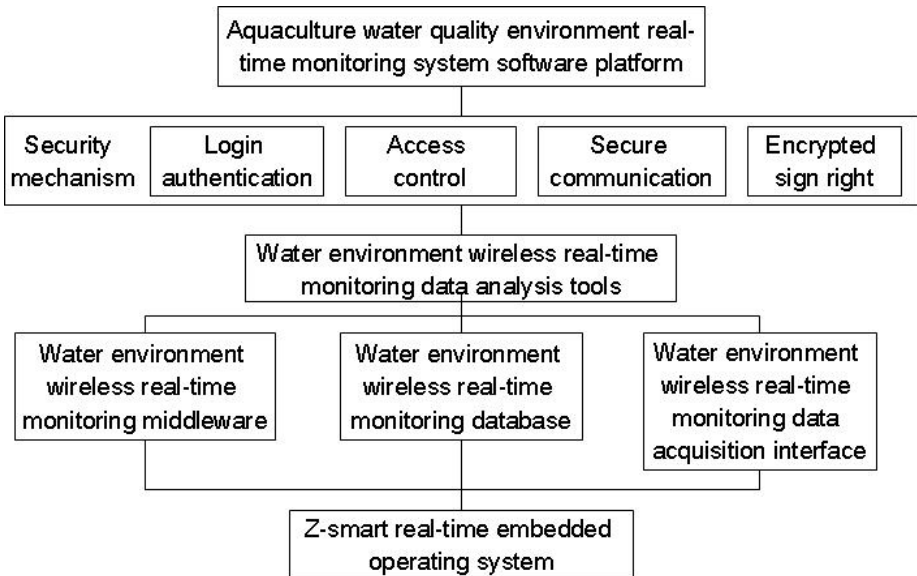 Aquaculture water quality environment real-
time monitoring system software platform
Security
mechanism
Login
authentication
Access
control
Secure
communication
Encrypted
sign right
Water environment wireless real-time
monitoring data analysis tools
Water environment
wireless real-time
monitoring middleware
Water environment
wireless real-time
monitoring database
Water environment
wireless real-time
monitoring data
acquisition interface
Z-smart real-time embedded
operating system